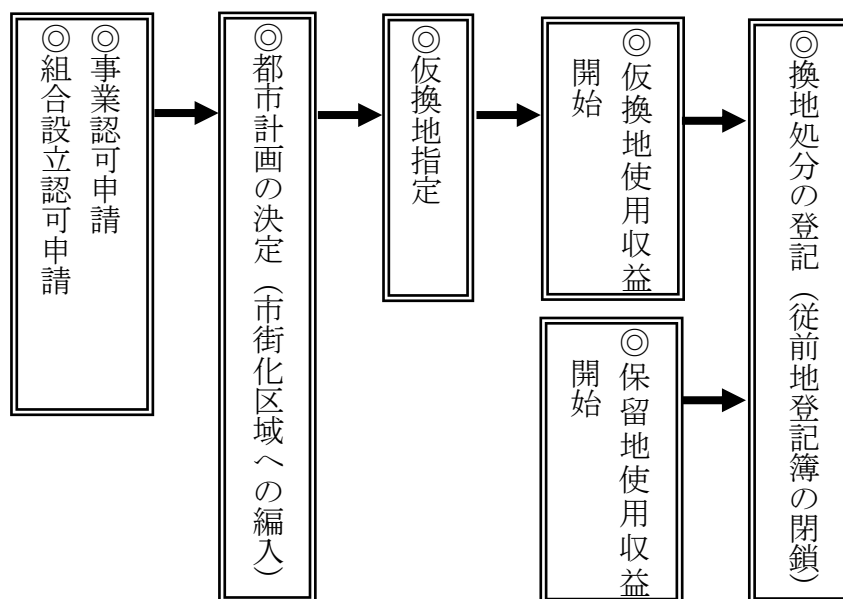 ◎事業認可申請
◎組合設立認可申請
◎都市計画の決定（市街化区域への編入）
◎仮換地指定
◎仮換地使用収益
開始
◎保留地使用収益
開始
◎換地処分の登記（従前地登記簿の閉鎖）